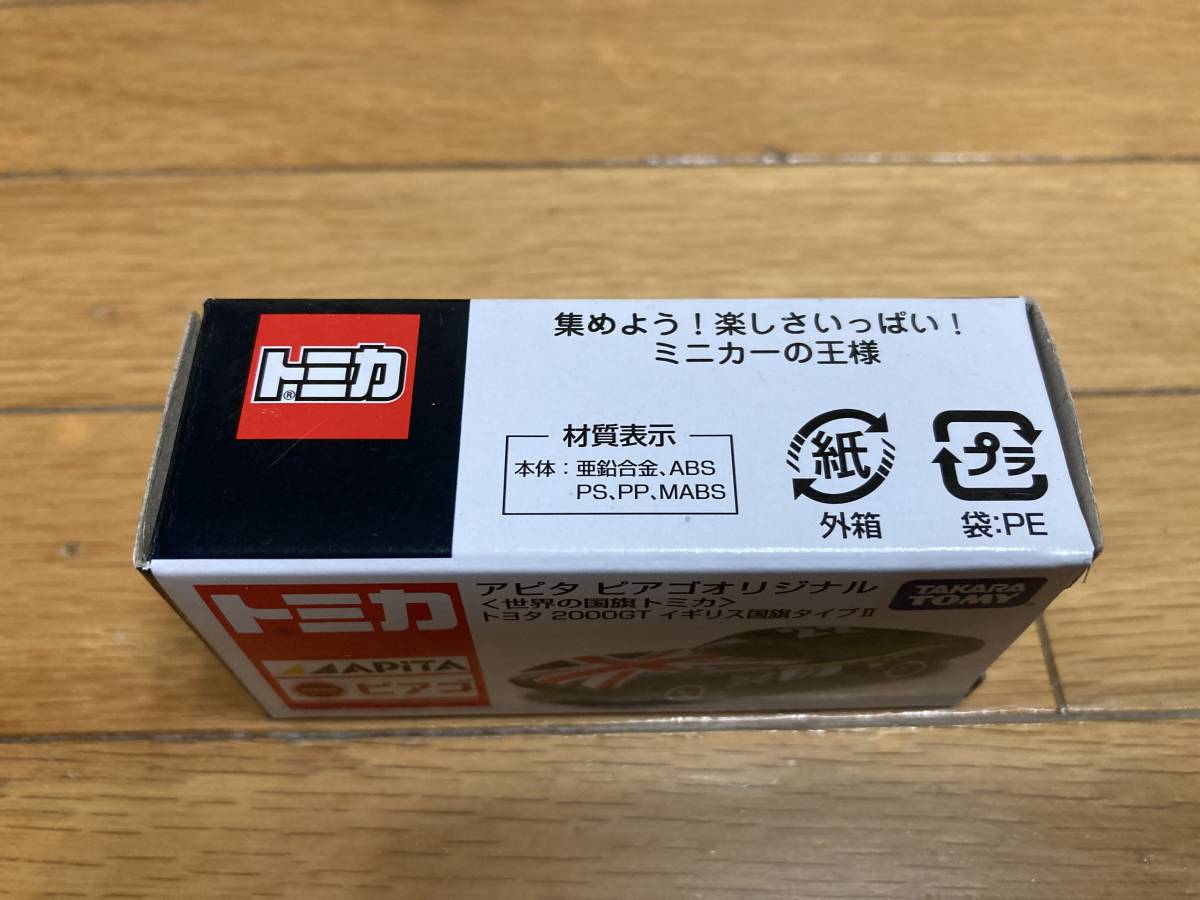 トミカ
®
集めよう！楽しさいっぱい！
ミニカーの王様
材質表示
本体：亜鉛合金、ABS
PS、PP、MABS
紙
外箱
プラ
袋:PE
トミカ
®
APiTA
ピアゴ
アピタ ピアゴオリジナル
<世界の国旗トミカ>
トヨタ 2000GT イギリス国旗タイプⅡ
TAKARA
TOMY